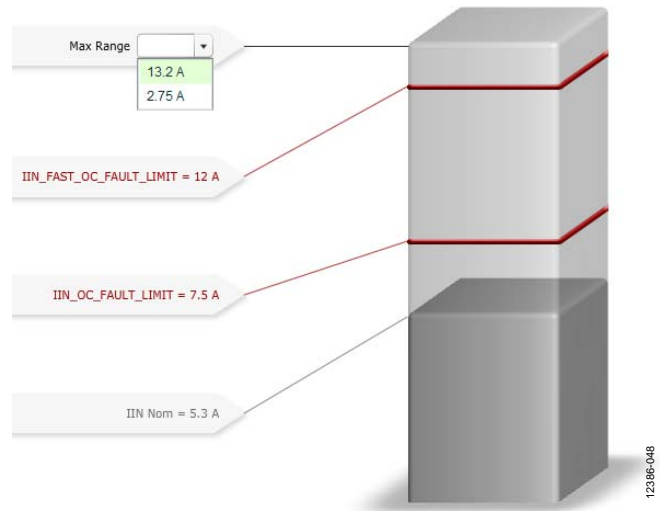 Max Range
13.2 A
2.75 A
IIN_FAST_OC_FAULT_LIMIT = 12 A
IIN_OC_FAULT_LIMIT = 7.5 A
IIN Nom = 5.3 A
12386-048